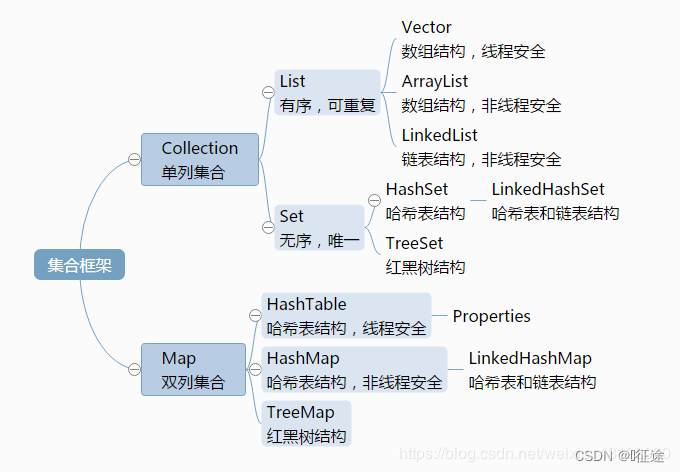 集合框架
Collection
单列集合
List
有序，可重复
Vector
数组结构，线程安全
ArrayList
数组结构，非线程安全
LinkedList
链表结构，非线程安全
Set
无序，唯一
HashSet
哈希表结构
LinkedHashSet
哈希表和链表结构
TreeSet
红黑树结构
Map
双列集合
HashTable
哈希表结构，线程安全
Properties
HashMap
哈希表结构，非线程安全
LinkedHashMap
哈希表和链表结构
TreeMap
红黑树结构
https://blog.csdn.net/weixin
CSDN 征途